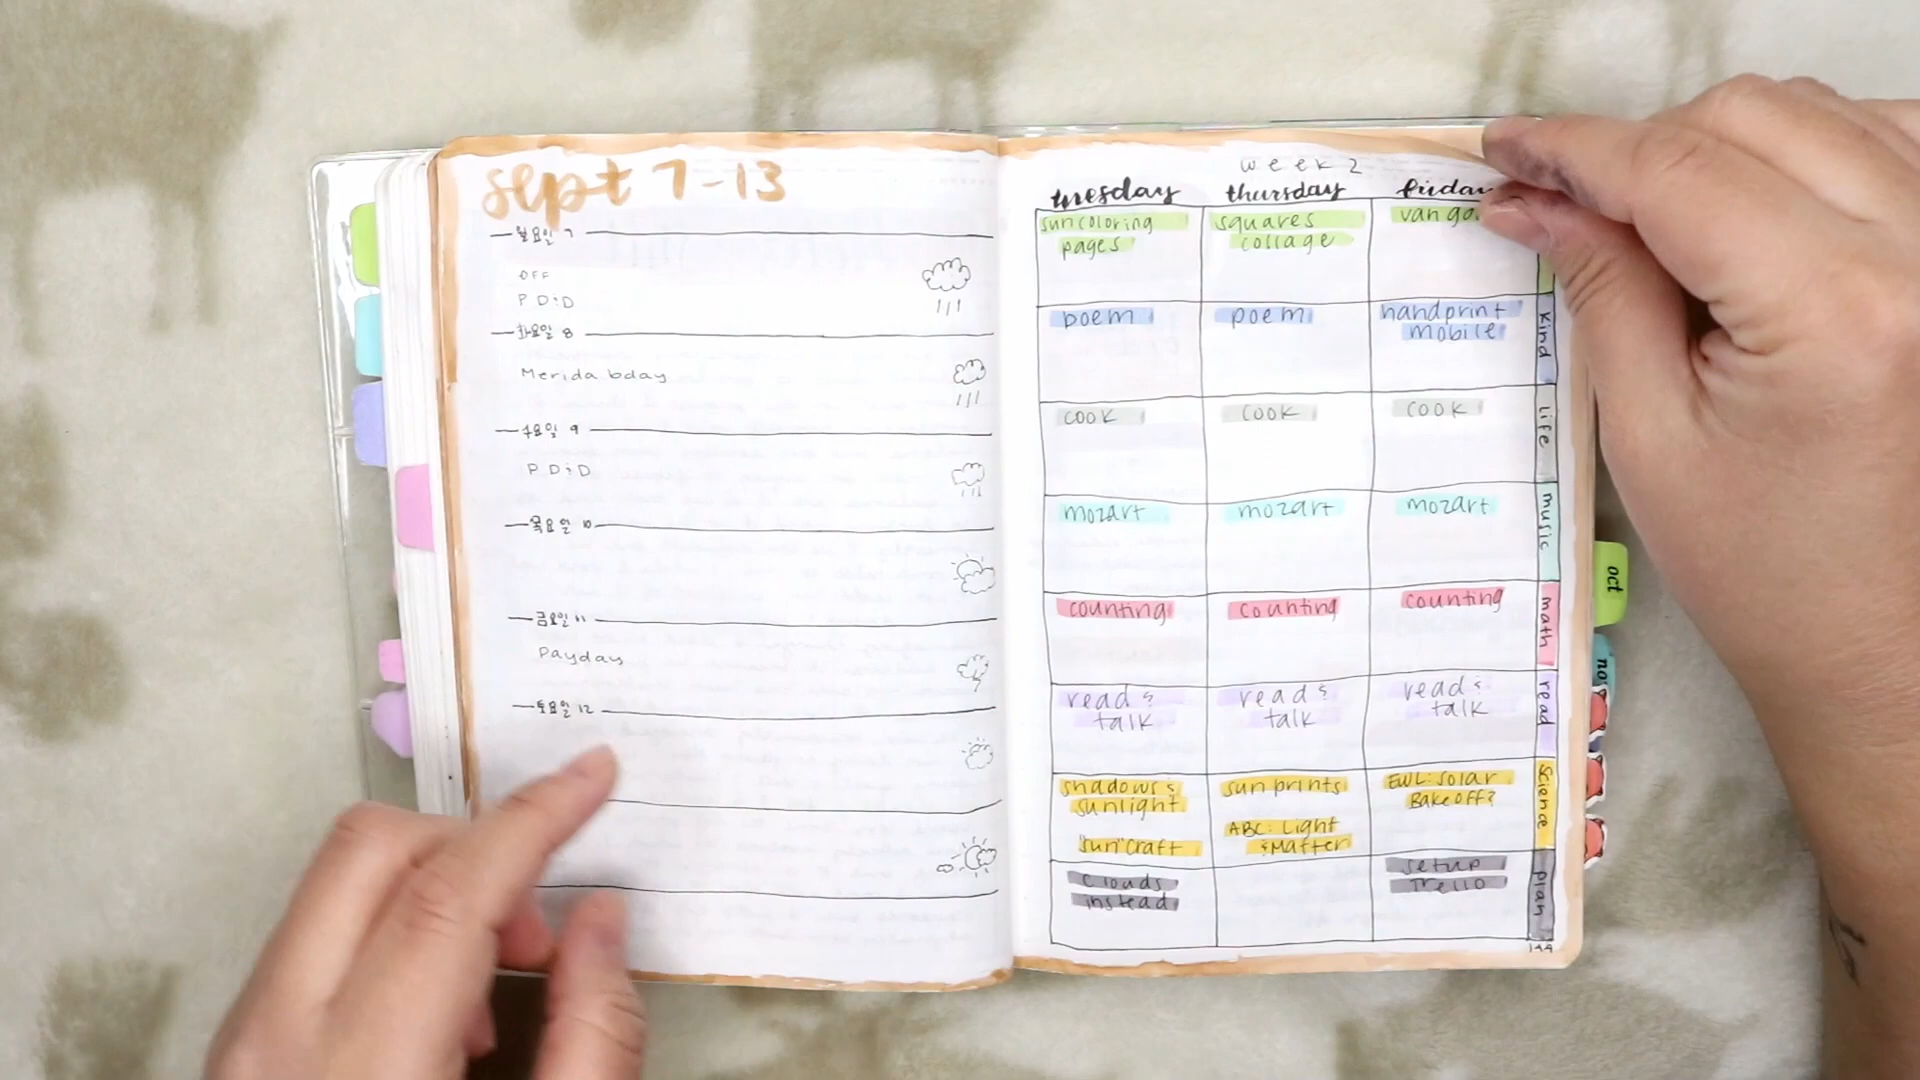 sept 7-13
월요일 7
OFF
P D i D
화요일 8
Merida bday
수요일 9
P D i D
목요일 10
금요일 11
Payday
토요일 12
week 2
tuesday thursday
sun coloring
pages
squares
collage
van
poem poem handprint
mobile
kind
cook cook cook
life
mozart mozart mozart
music
counting counting counting
math
read &
talk
read &
talk
read &
talk
read
shadows &
sunlight
"sun" craft
sun prints
ABC: Light
& Matter
EWL: Solar
Bake Off?
Science
Clouds
instead
setup
Trello
plan
144
oct